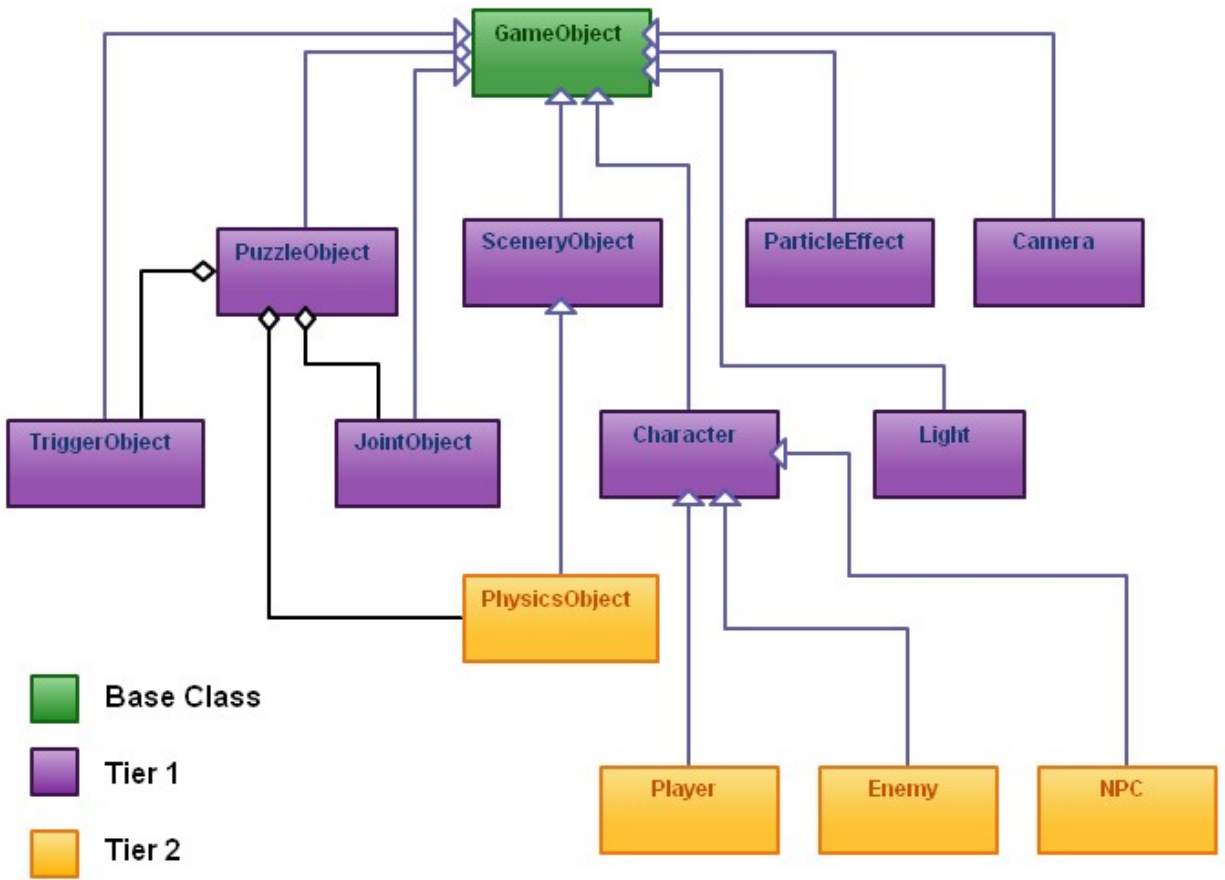 GameObject
PuzzleObject
SceneryObject
ParticleEffect
Camera
TriggerObject
JointObject
Character
Light
PhysicsObject
Base Class
Tier 1
Tier 2
Player
Enemy
NPC